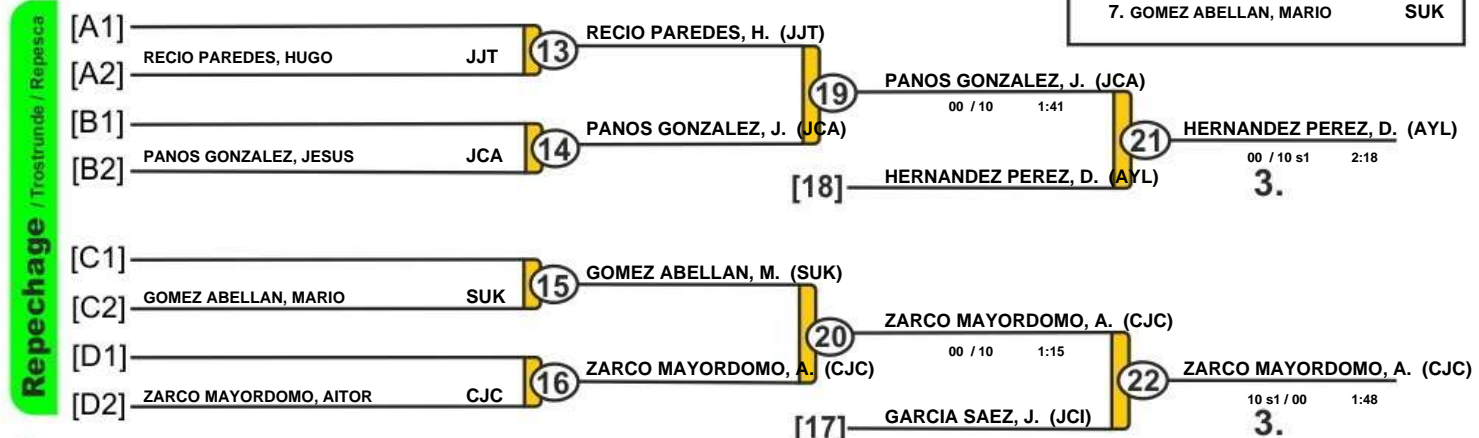 7. GOMEZ ABELLAN, MARIO SUK
Repechage / Trostrunde / Repesca
[A1]
RECIO PAREDES, HUGO JJT
[A2]
13
RECIO PAREDES, H. (JJT)
[B1]
PANOS GONZALEZ, JESUS JCA
[B2]
14
PANOS GONZALEZ, J. (JCA)
19
PANOS GONZALEZ, J. (JCA)
00 / 10 1:41
[18]
HERNANDEZ PEREZ, D. (AYL)
21
HERNANDEZ PEREZ, D. (AYL)
00 / 10 s1 2:18
3.
[C1]
GOMEZ ABELLAN, MARIO SUK
[C2]
15
GOMEZ ABELLAN, M. (SUK)
[D1]
ZARCO MAYORDOMO, AITOR CJC
[D2]
16
ZARCO MAYORDOMO, A. (CJC)
20
ZARCO MAYORDOMO, A. (CJC)
00 / 10 1:15
[17]
GARCIA SAEZ, J. (JCI)
22
ZARCO MAYORDOMO, A. (CJC)
10 s1 / 00 1:48
3.